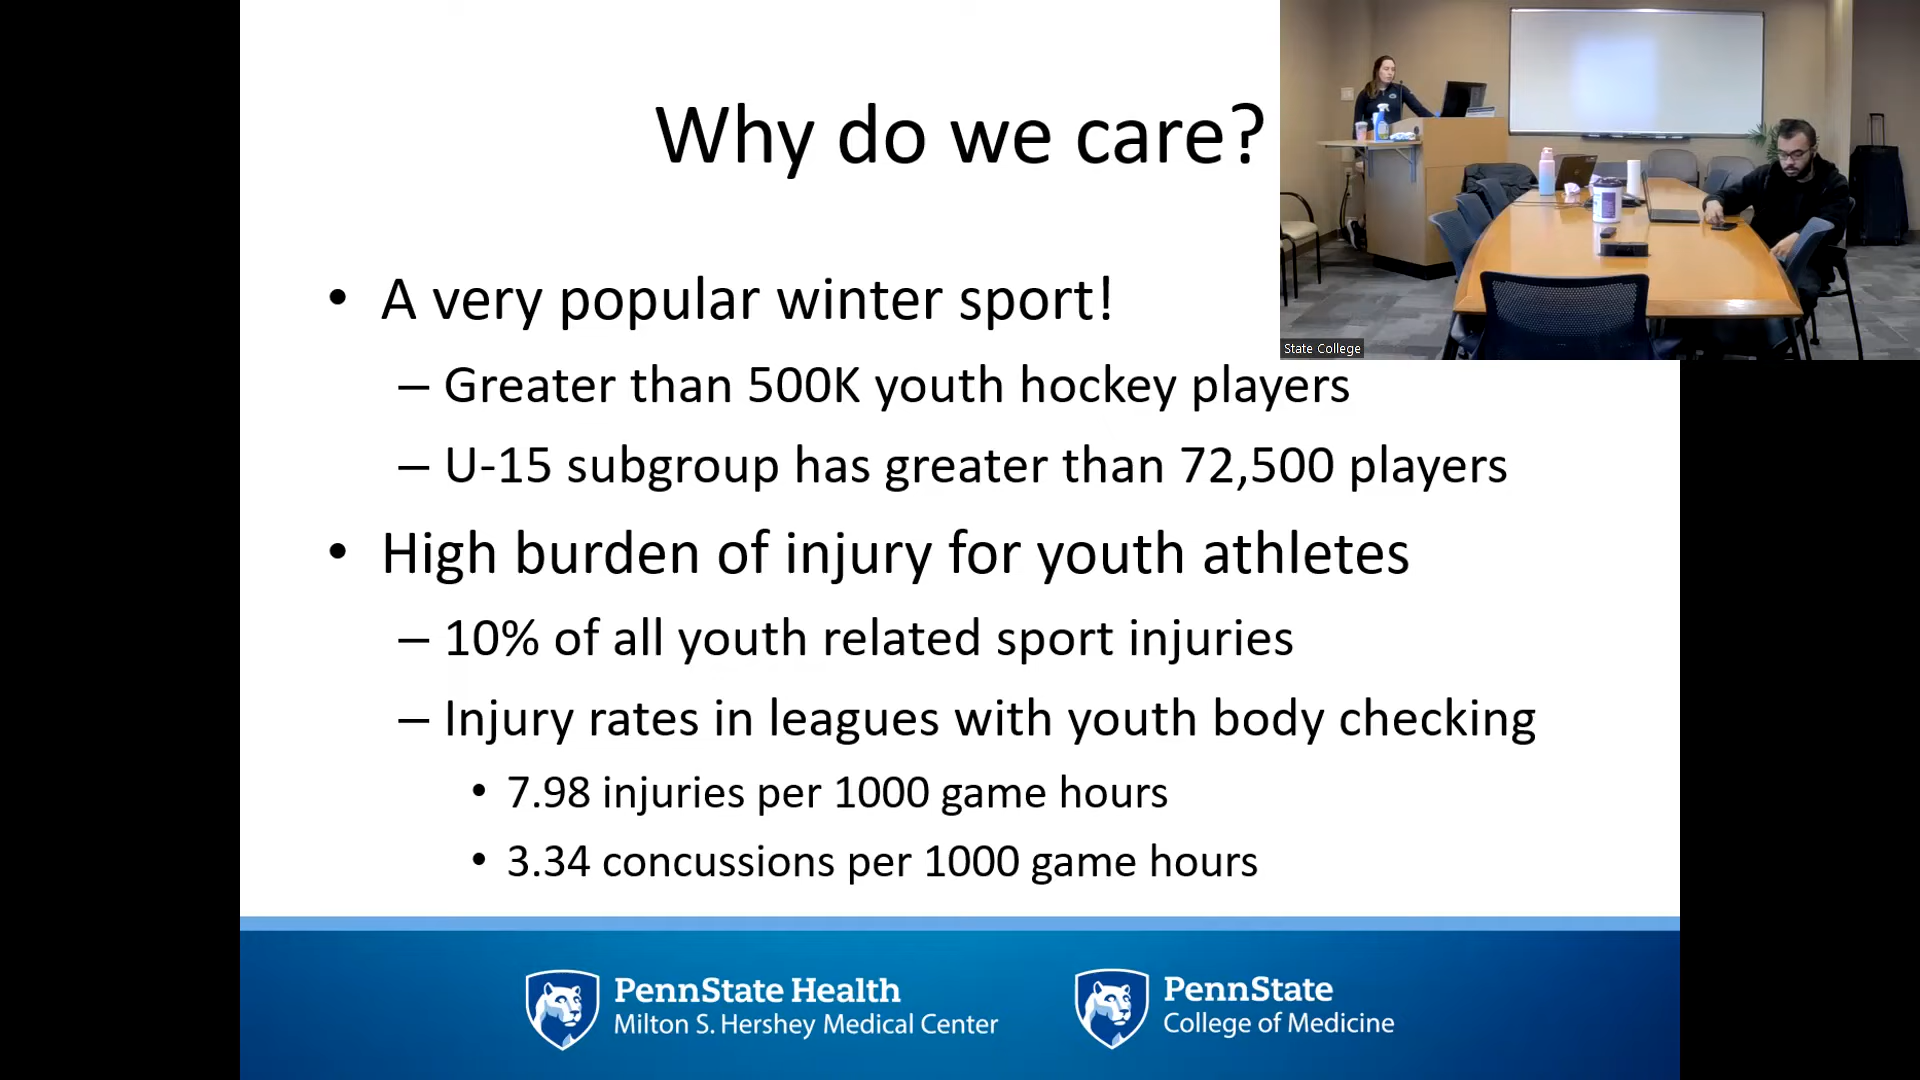 Why do we care?
• A very popular winter sport!
– Greater than 500K youth hockey players
– U-15 subgroup has greater than 72,500 players
• High burden of injury for youth athletes
– 10% of all youth related sport injuries
– Injury rates in leagues with youth body checking
• 7.98 injuries per 1000 game hours
• 3.34 concussions per 1000 game hours
State College
PennState Health
Milton S. Hershey Medical Center
PennState
College of Medicine